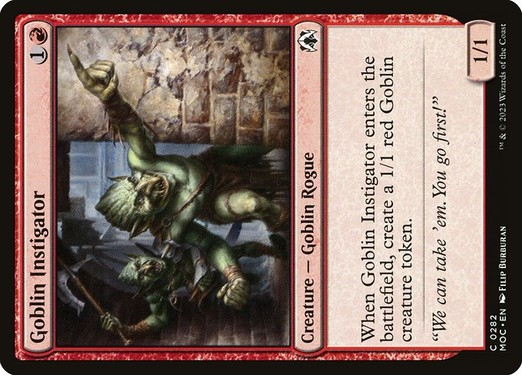 Goblin Instigator
1
Creature — Goblin Rogue
When Goblin Instigator enters the
battlefield, create a 1/1 red Goblin
creature token.
“We can take ’em. You go first!”
1/1
C 0282
MOC • EN Filip Burburan
™ & © 2023 Wizards of the Coast